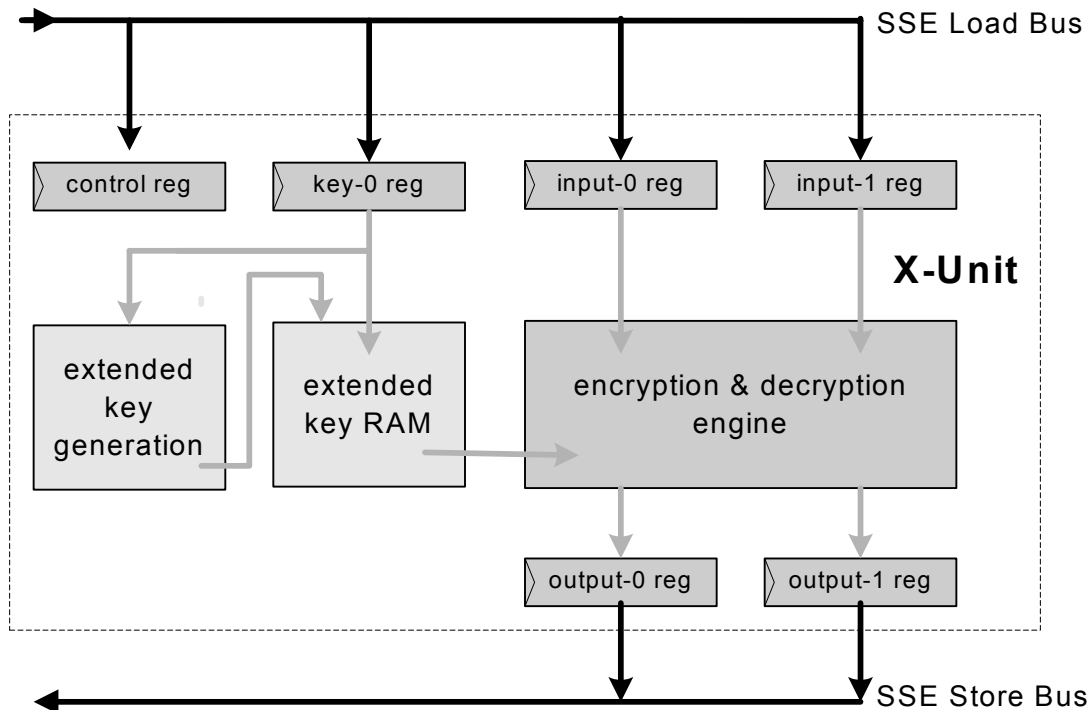 SSE Load Bus
control reg
key-0 reg
input-0 reg
input-1 reg
X-Unit
extended
key
generation
extended
key RAM
encryption & decryption
engine
output-0 reg
output-1 reg
SSE Store Bus